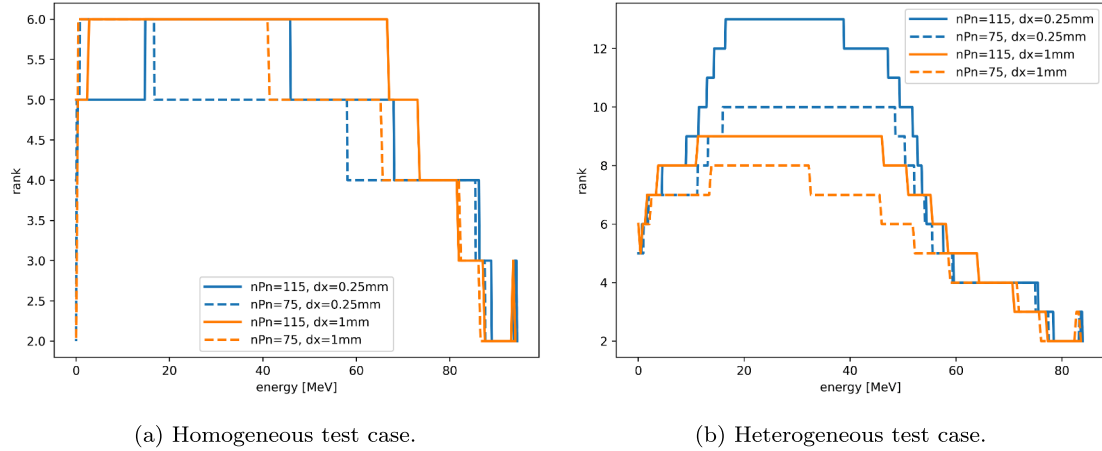 6.0
5.5
5.0
4.5
4.0
3.5
3.0
2.5
2.0
rank
0
20
40
60
80
energy [MeV]
nPn=115, dx=0.25mm
nPn=75, dx=0.25mm
nPn=115, dx=1mm
nPn=75, dx=1mm
(a) Homogeneous test case.
12
10
8
6
4
2
rank
0
20
40
60
80
energy [MeV]
nPn=115, dx=0.25mm
nPn=75, dx=0.25mm
nPn=115, dx=1mm
nPn=75, dx=1mm
(b) Heterogeneous test case.